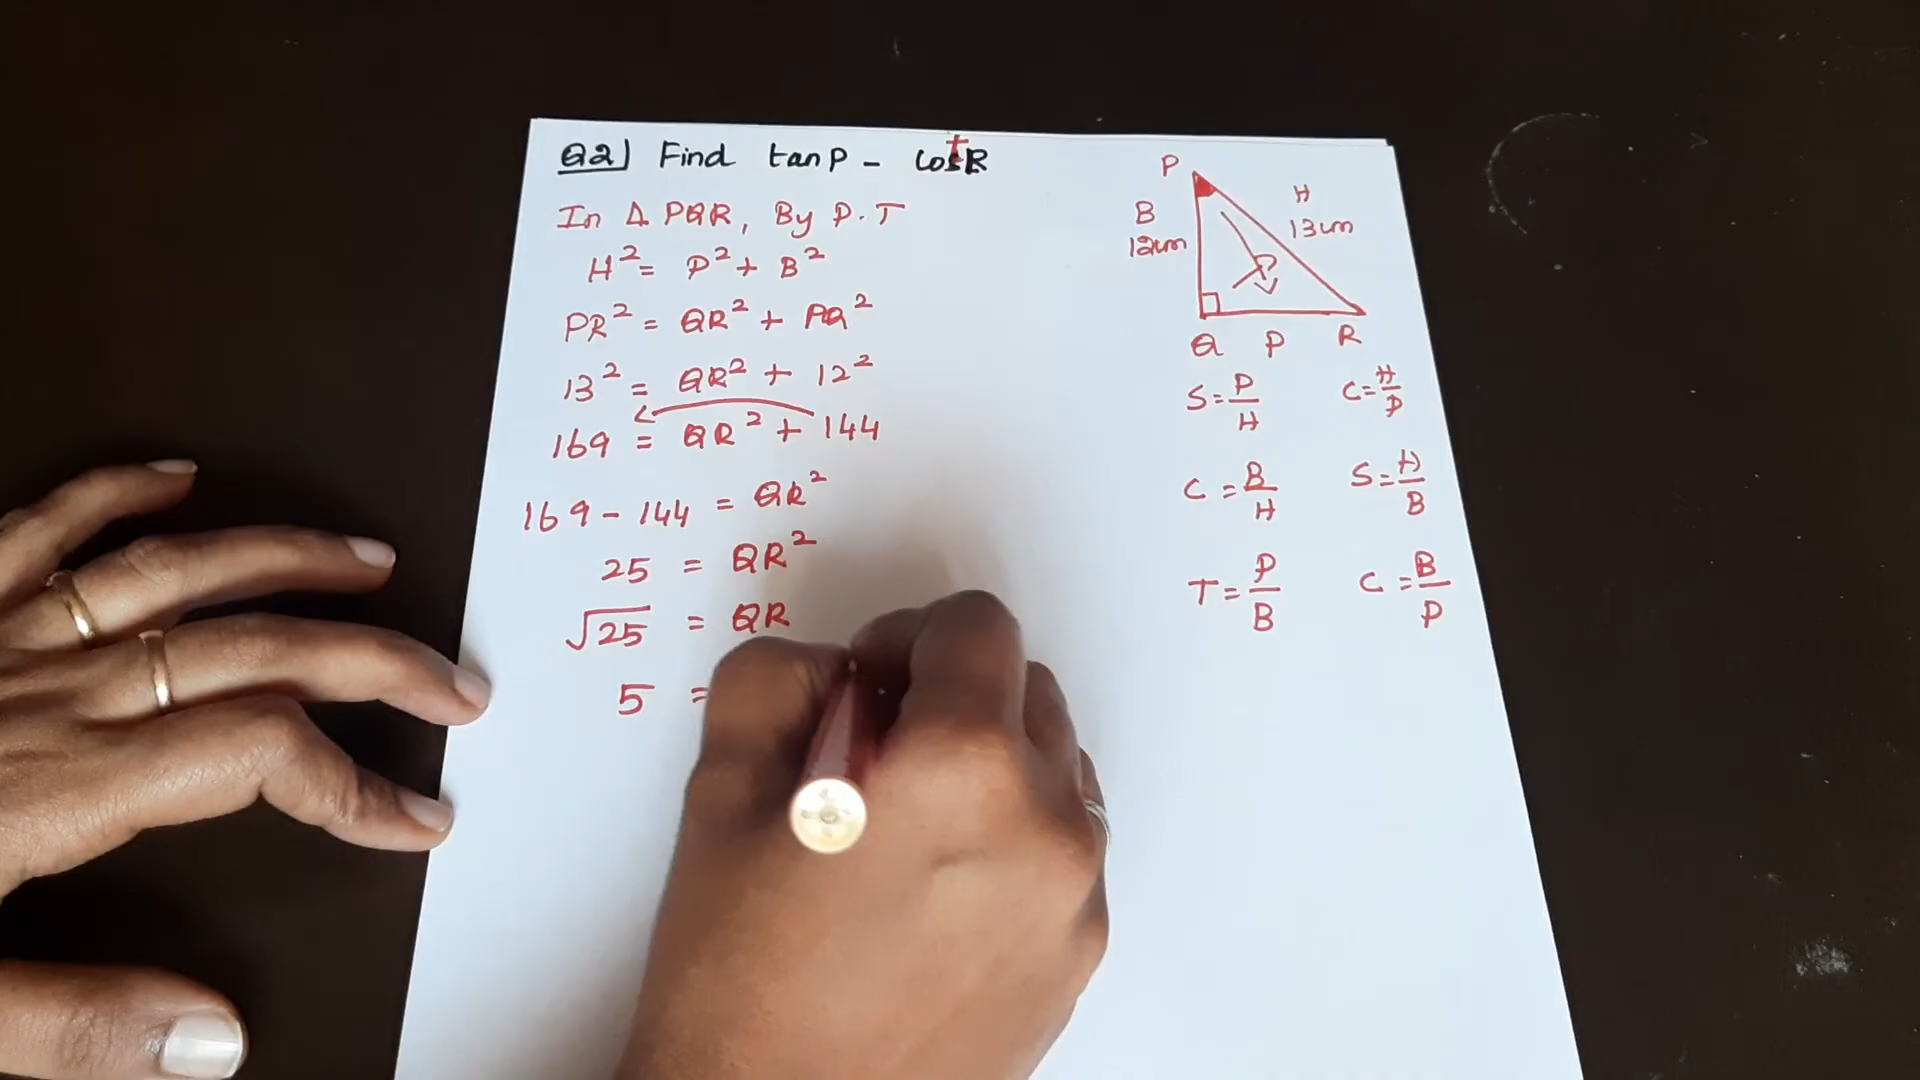 Q2) Find tan P - cot R
In Δ PQR, By P.T
H² = P² + B²
PR² = QR² + PQ²
13² = QR² + 12²
169 = QR² + 144
169 - 144 = QR²
25 = QR²
√25 = QR
5 =
P
B
12cm
H
13cm
?
Q P R
S = P/H C = H/P
C = B/H S = H/B
T = P/B C = B/P